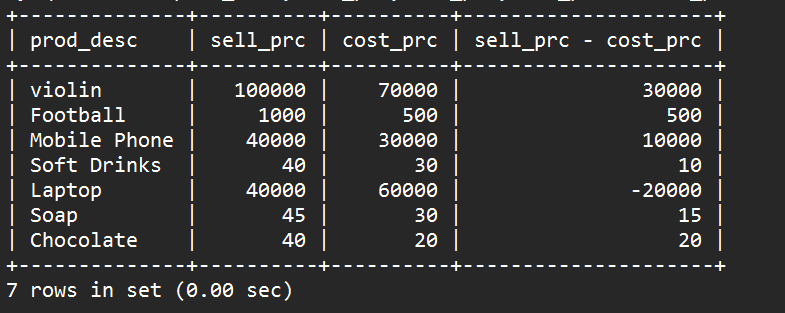 +--------------+----------+----------+---------------------+
| prod_desc    | sell_prc | cost_prc | sell_prc - cost_prc |
+--------------+----------+----------+---------------------+
| violin       |   100000 |    70000 |               30000 |
| Football     |     1000 |      500 |                 500 |
| Mobile Phone |    40000 |    30000 |               10000 |
| Soft Drinks  |       40 |       30 |                  10 |
| Laptop       |    40000 |    60000 |              -20000 |
| Soap         |       45 |       30 |                  15 |
| Chocolate    |       40 |       20 |                  20 |
+--------------+----------+----------+---------------------+
7 rows in set (0.00 sec)